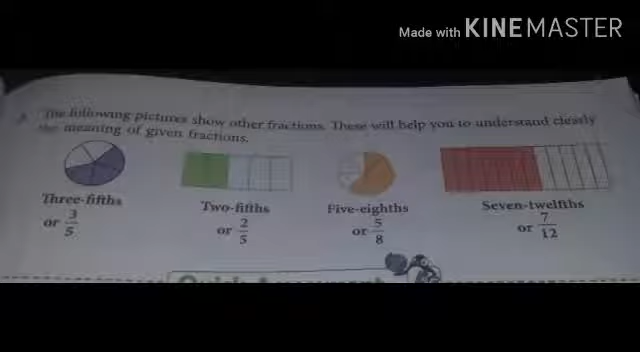 Made with KINEMASTER
The following pictures show other fractions. These will help you to understand clearly
the meaning of given fractions.
Three-fifths
or 3/5
Two-fifths
or 2/5
Five-eighths
or 5/8
Seven-twelfths
or 7/12